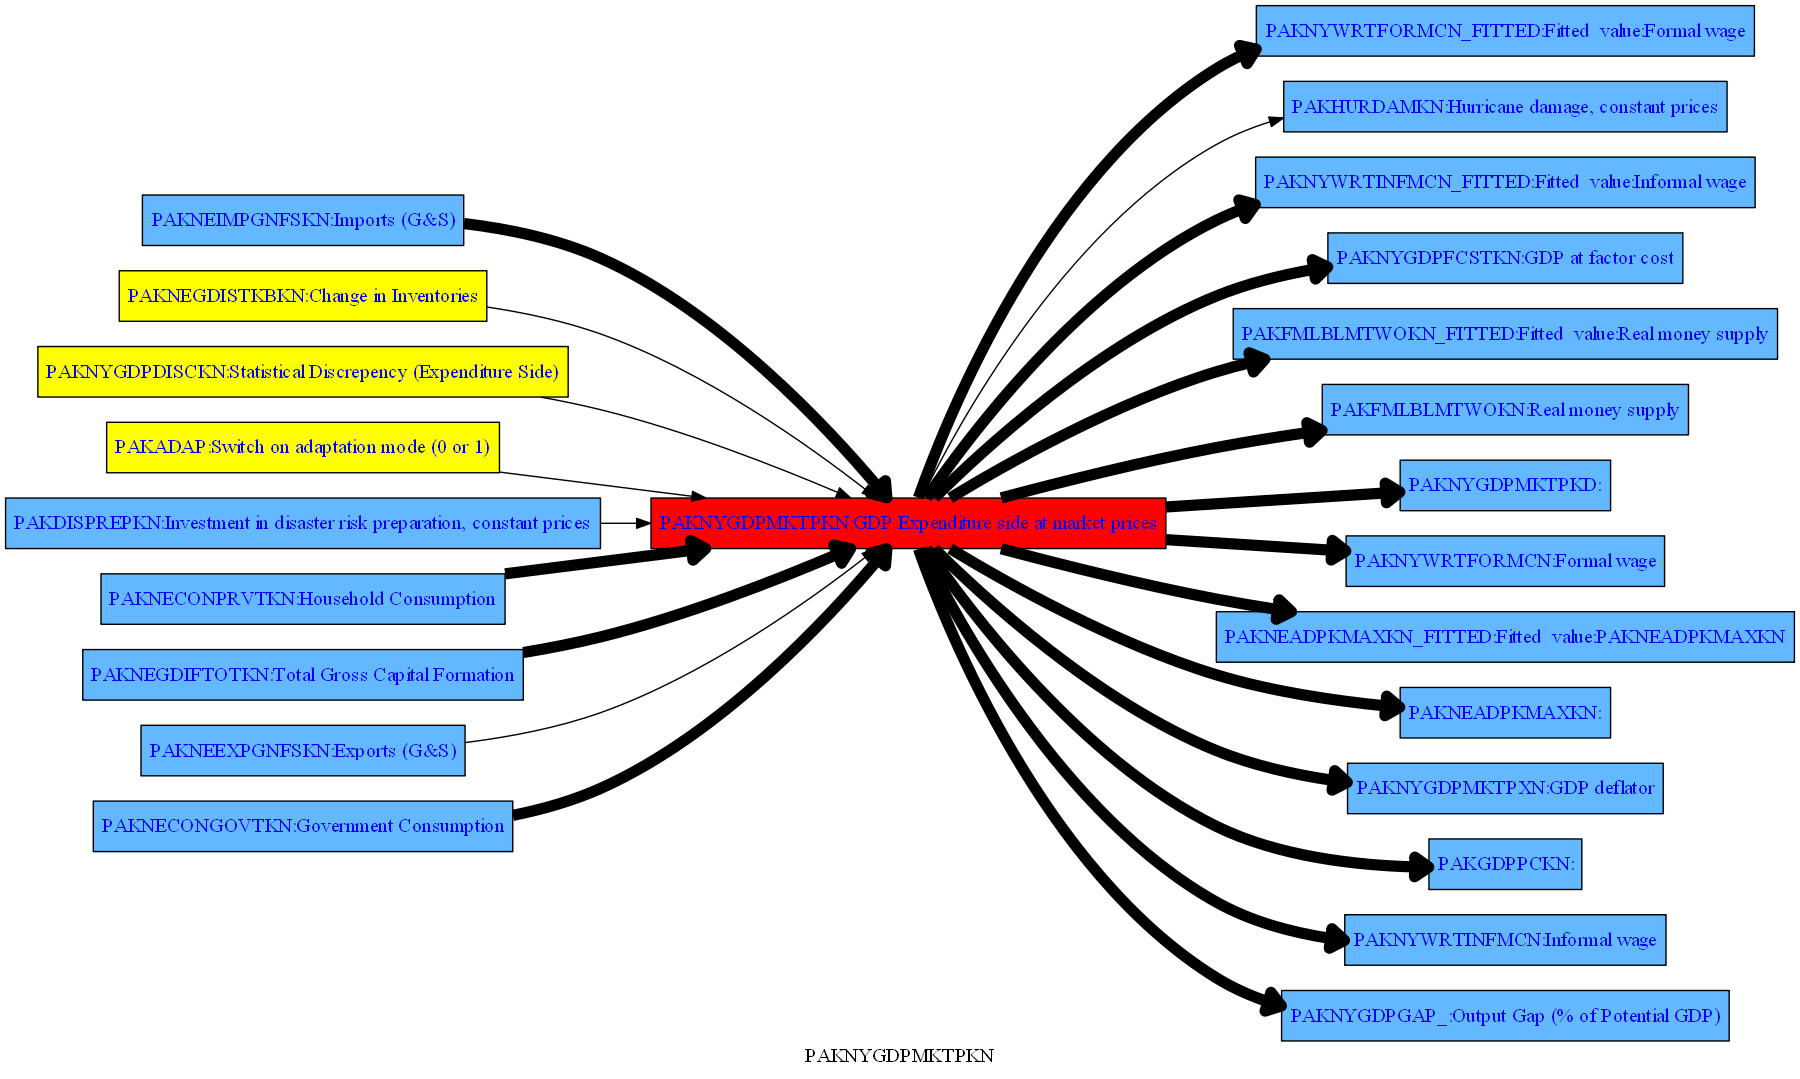 PAKNYWRTFORMCN_FITTED:Fitted value:Formal wage
PAKHURDAMKN:Hurricane damage, constant prices
PAKNYWRTINFMCN_FITTED:Fitted value:Informal wage
PAKNEIMPGNFSKN:Imports (G&S)
PAKNYGDPFCSTKN:GDP at factor cost
PAKNEGDISTKBKN:Change in Inventories
PAKFMLBLMTWOKN_FITTED:Fitted value:Real money supply
PAKNYGDPDISCKN:Statistical Discrepency (Expenditure Side)
PAKFMLBLMTWOKN:Real money supply
PAKADAP:Switch on adaptation mode (0 or 1)
PAKNYGDPMKTPKD:
PAKDISPREPKN:Investment in disaster risk preparation, constant prices
PAKNYGDPMKTPKN:GDP Expenditure side at market prices
PAKNYWRTFORMCN:Formal wage
PAKNECONPRVTKN:Household Consumption
PAKNEADPKMAXKN_FITTED:Fitted value:PAKNEADPKMAXKN
PAKNEGDIFTOTKN:Total Gross Capital Formation
PAKNEADPKMAXKN:
PAKNEEXPGNFSKN:Exports (G&S)
PAKNYGDPMKTPXN:GDP deflator
PAKNECONGOVTKN:Government Consumption
PAKGDPPCKN:
PAKNYWRTINFMCN:Informal wage
PAKNYGDPGAP_:Output Gap (% of Potential GDP)
PAKNYGDPMKTPKN